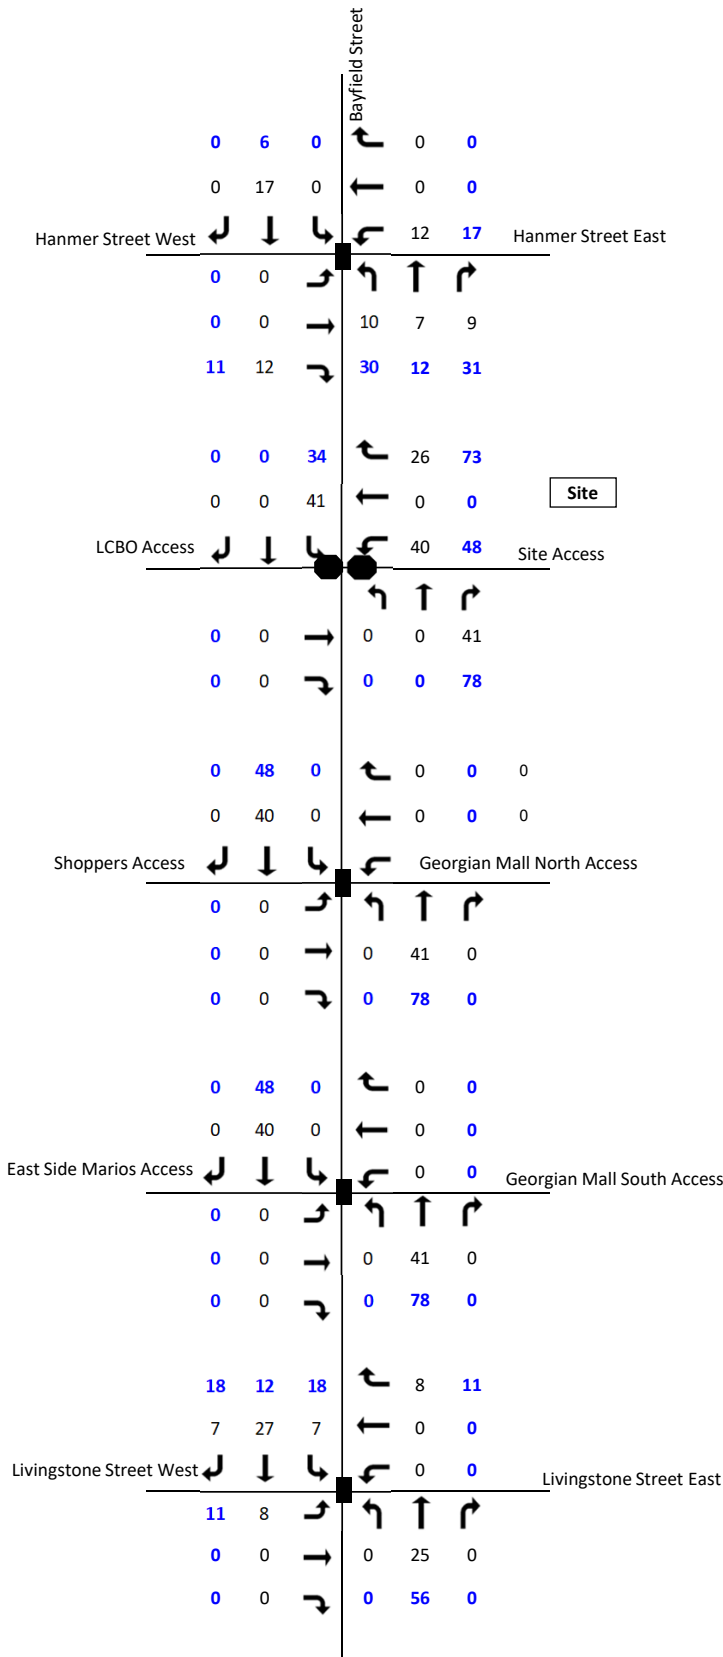 Bayfield Street
0 6 0 0 0
0 17 0 0 0
Hanmer Street West 12 17 Hanmer Street East
0 0
0 0 10 7 9
11 12 30 12 31
0 0 34 26 73
0 0 41 0 0 Site
LCBO Access 40 48 Site Access
0 0 0 0 41
0 0 0 0 78
0 48 0 0 0 0
0 40 0 0 0 0
Shoppers Access Georgian Mall North Access
0 0
0 0 0 41 0
0 0 0 78 0
0 48 0 0 0
0 40 0 0 0
East Side Marios Access 0 0 Georgian Mall South Access
0 0
0 0 0 41 0
0 0 0 78 0
18 12 18 8 11
7 27 7 0 0
Livingstone Street West 0 0 Livingstone Street East
11 8
0 0 0 25 0
0 0 0 56 0